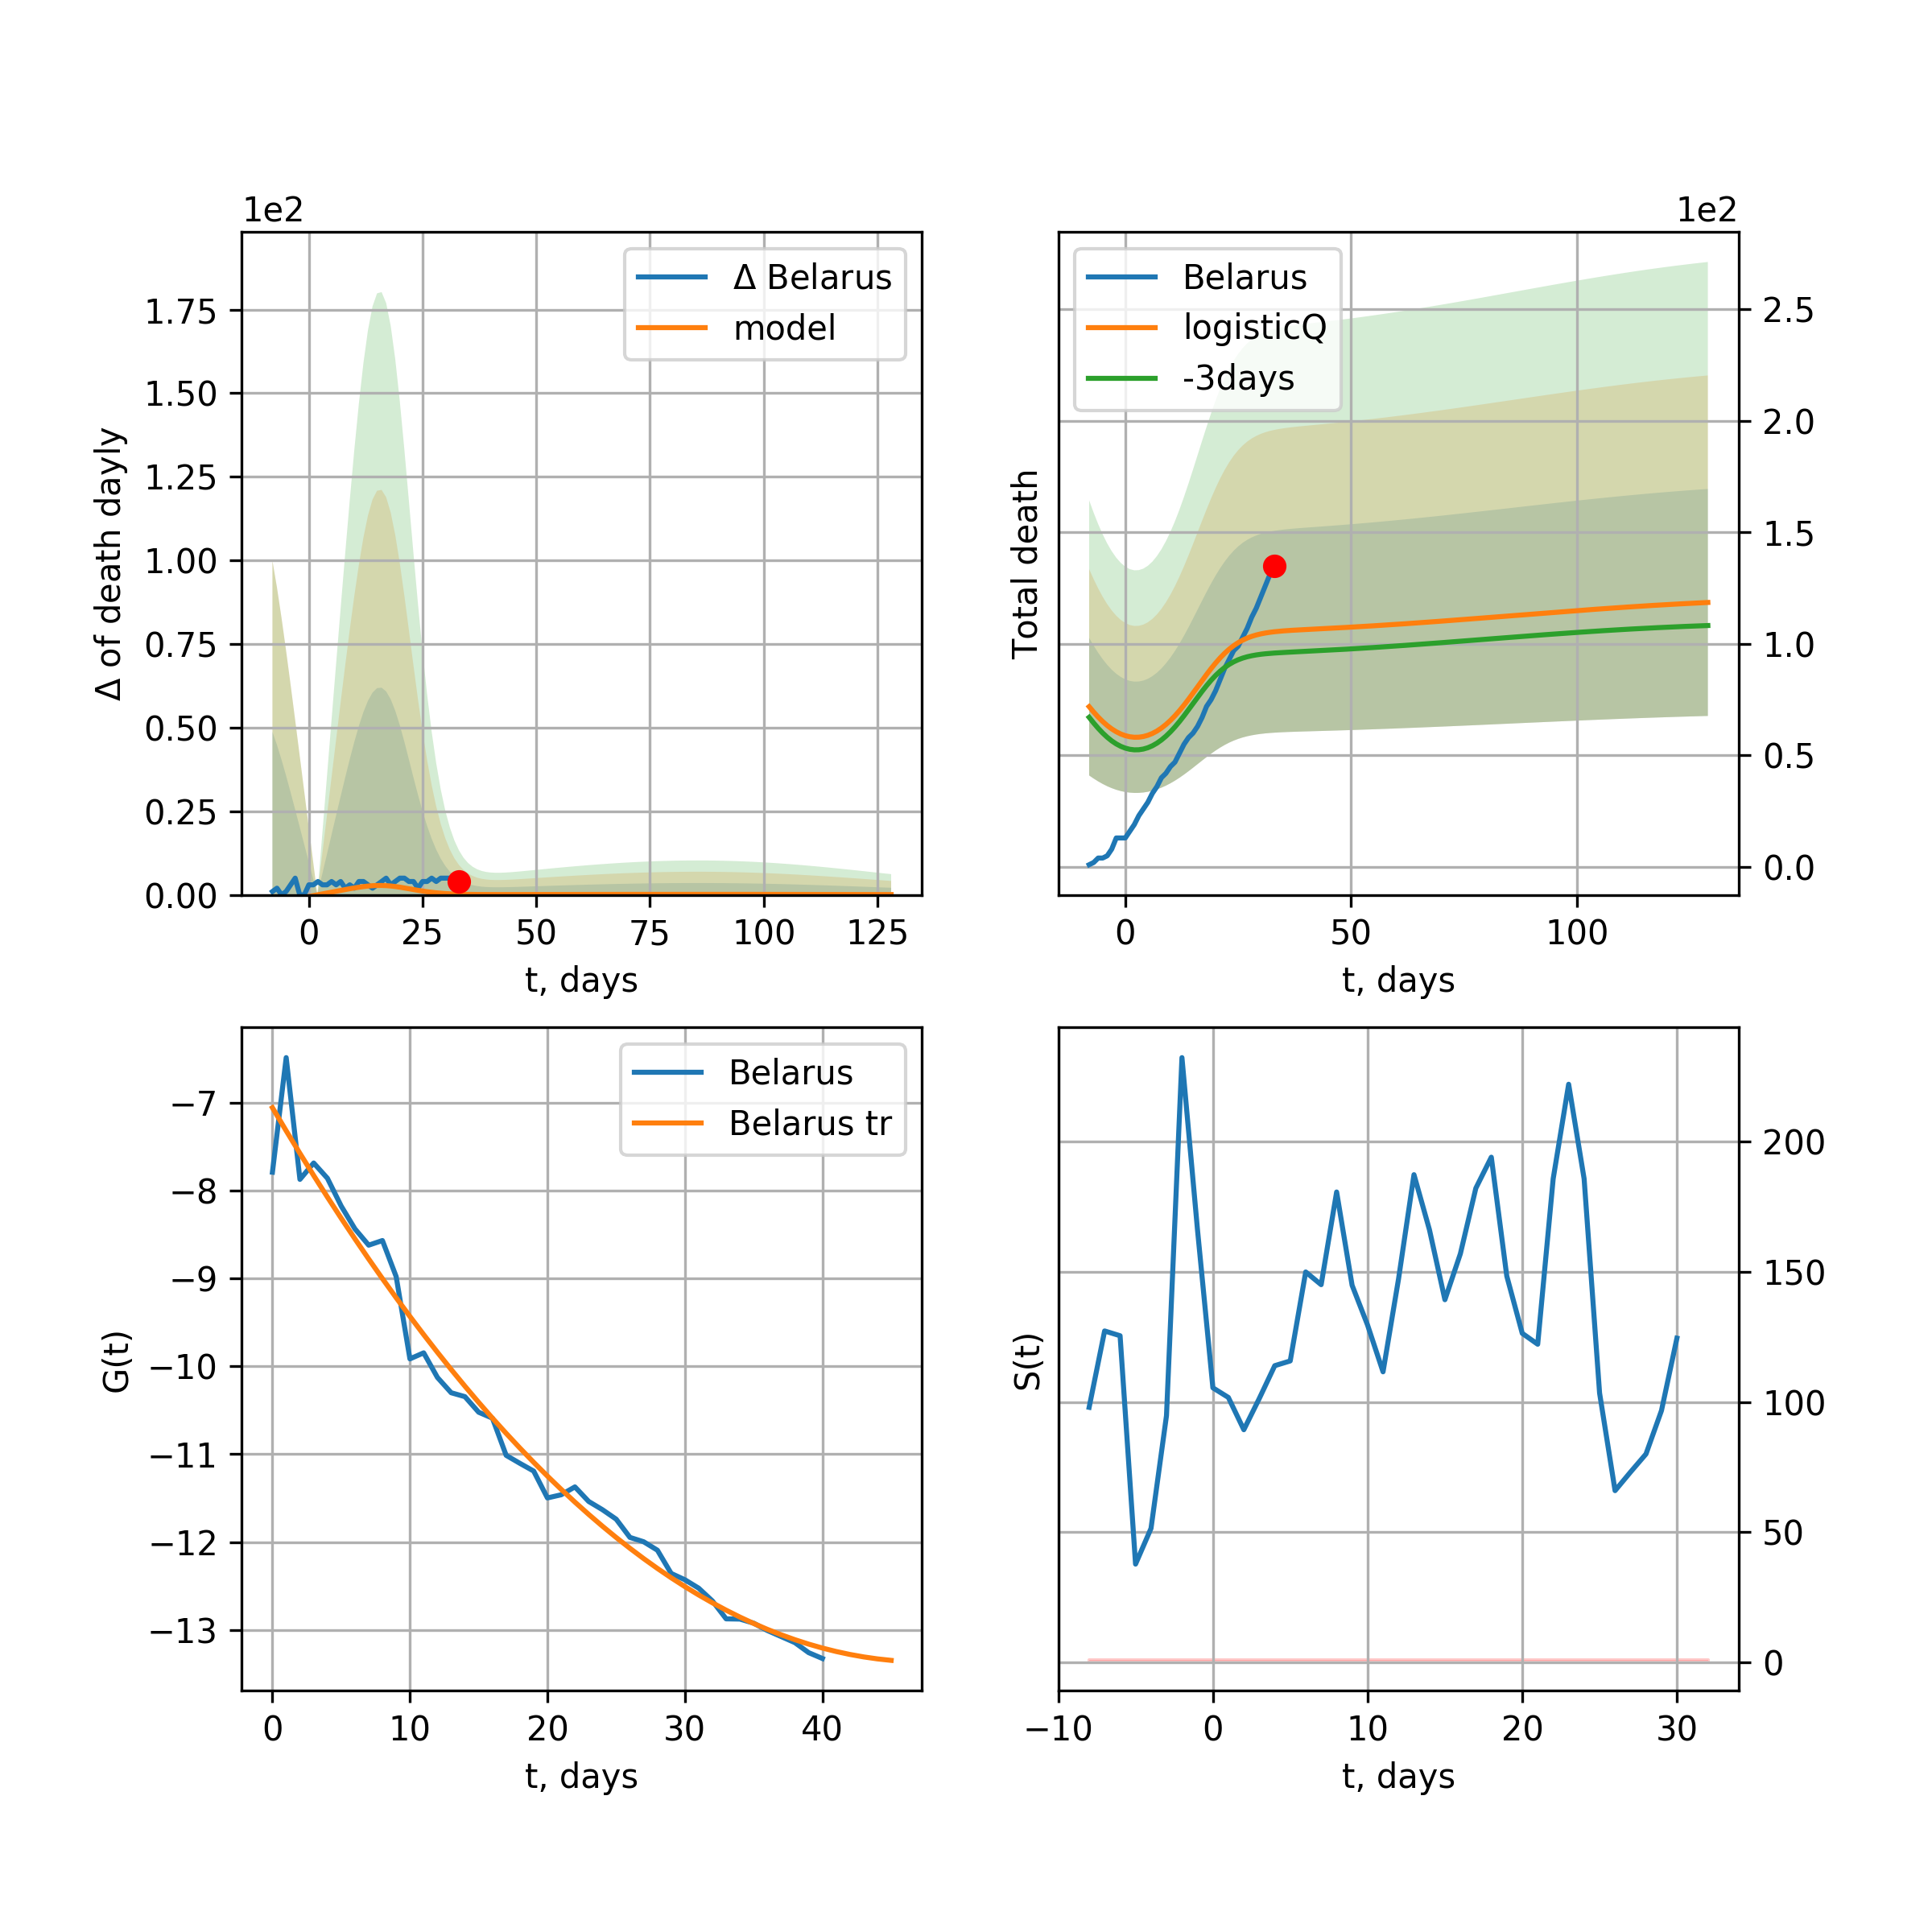 1e2
Δ Belarus
model
1.75
1.50
1.25
1.00
0.75
0.50
0.25
0.00
Δ of death dayly
0 25 50 75 100 125
t, days
1e2
Belarus
logisticQ
-3days
2.5
2.0
1.5
1.0
0.5
0.0
Total death
0 50 100
t, days
Belarus
Belarus tr
−7
−8
−9
−10
−11
−12
−13
G(t)
0 10 20 30 40
t, days
200
150
100
50
0
S(t)
−10 0 10 20 30
t, days